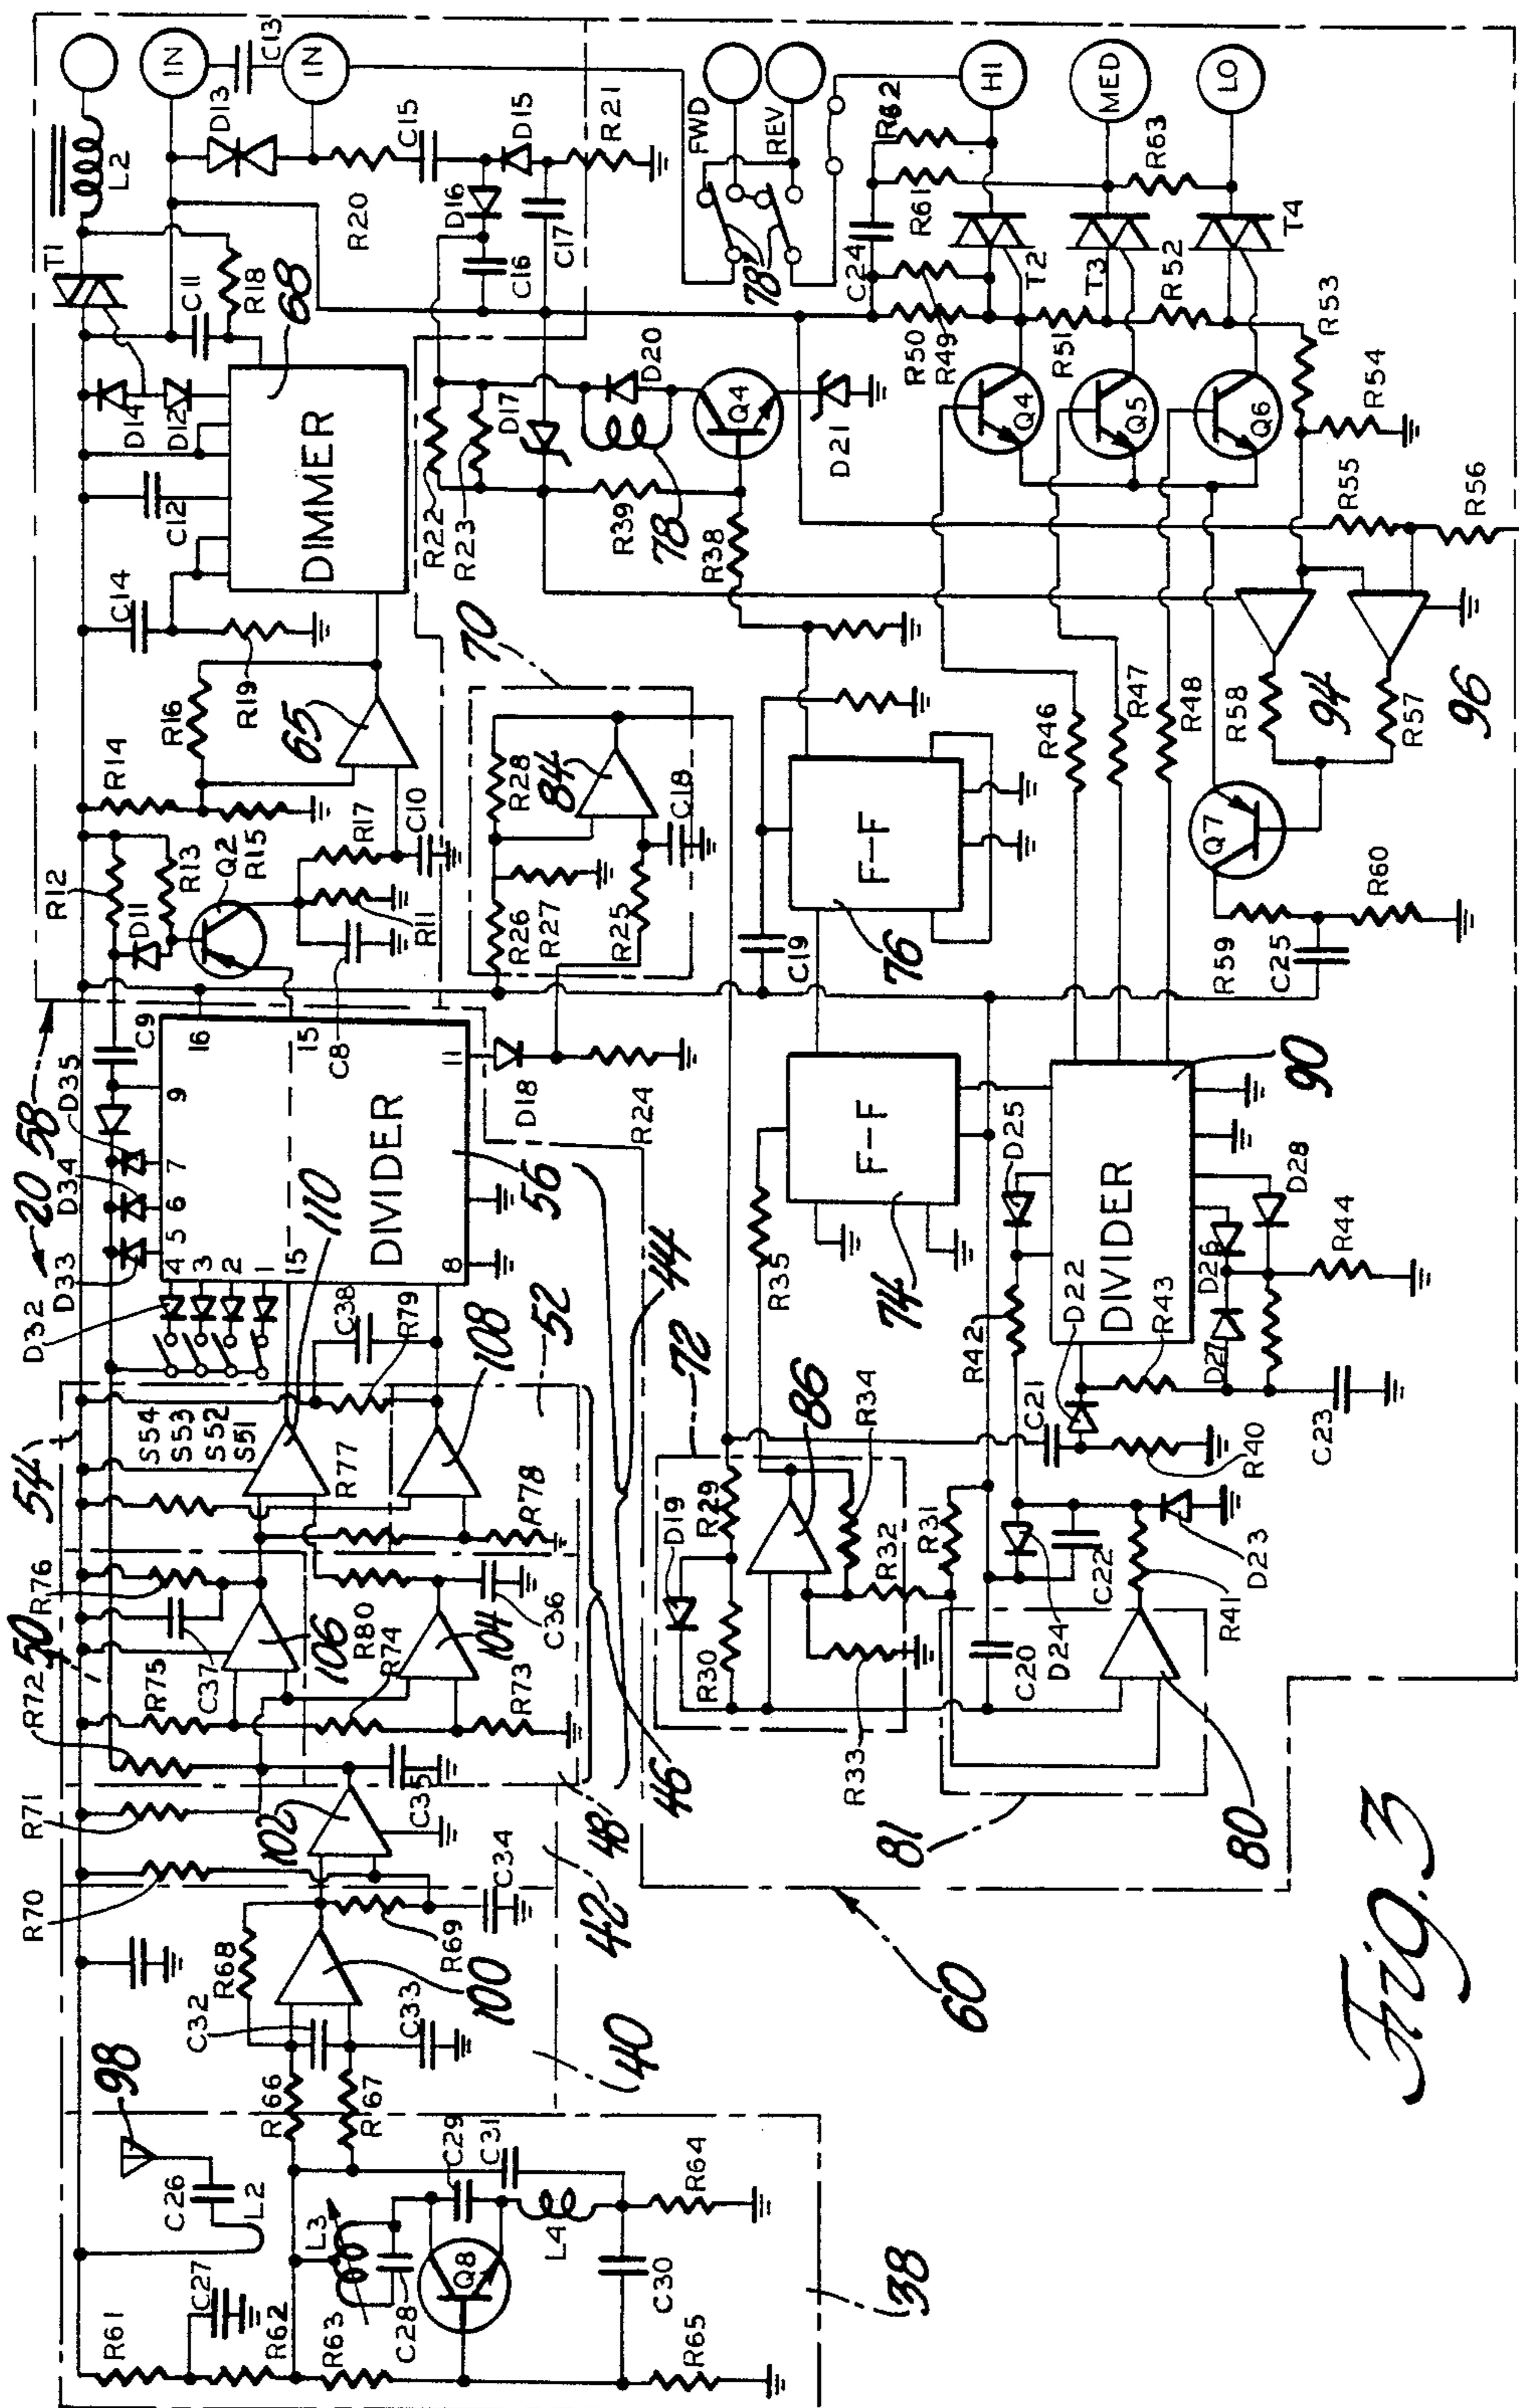 20
58
54
50
98
L2
IN
C13
IN
D13
T1
C11
R18
68
D14
D12
C12
C14
DIMMER
R19
R16
65
R14
R15
R12
D11
R13
Q2
R17
C10
R11
C8
C9
D35
D34
D33
D32
9
7
6
5
4
3
2
1
16
15
15
11
8
DIVIDER
56
110
S54
S53
S52
S51
C38
R79
108
52
44
R77
R78
R76
R75
C37
106
R80
R74
104
C36
R73
R72
R71
R70
102
C35
48
46
42
C34
R69
R68
C32
C33
100
40
R66
R67
C26
L2
C27
R61
R62
R63
L3
C28
Q8
C29
C31
L4
C30
R64
R65
38
R20
C15
D16
D15
R21
C16
C17
R22
R23
D17
D20
78
Q4
D21
R39
R38
FWD
REV
78'
R62
R61
C24
R50
R49
HI
MED
LO
R63
T2
T3
T4
R51
R52
R53
R54
R55
R56
Q4
Q5
Q6
70
R28
84
C18
R26
R27
R25
D18
R24
C19
F-F
76
F-F
74
R35
R46
R47
R48
R58
94
R57
96
Q7
R59
C25
R60
DIVIDER
90
D25
D22
R42
R43
D26
D27
D28
R44
C21
C23
R40
72
D19
R29
R30
86
R34
R32
R31
R33
C20
D24
C22
R41
D23
81
80
60
Fig. 3